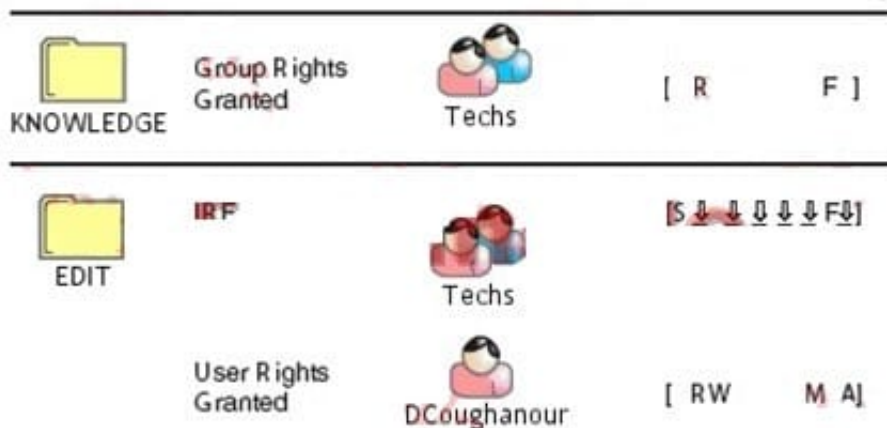 Group Rights
Granted
[ R F ]
KNOWLEDGE
Techs
IRF
[S F ]
EDIT
Techs
User Rights
Granted
[ RW M A]
DCoughanour